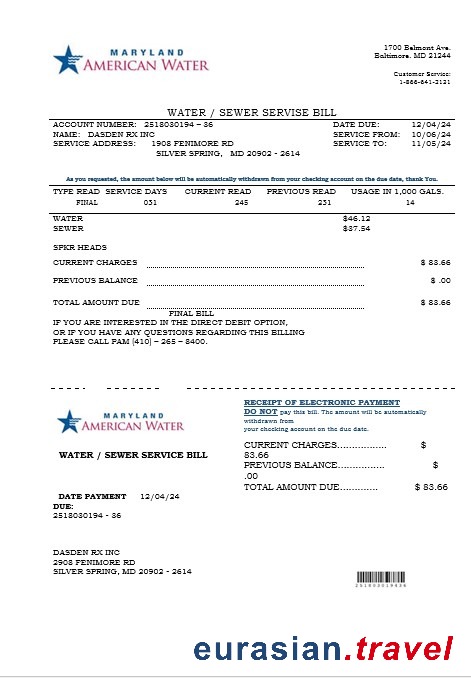 MARYLAND
AMERICAN WATER
1700 Belmont Ave.
Baltimore. MD 21244
Customer Service:
1-866-641-2131
WATER / SEWER SERVISE BILL
ACCOUNT NUMBER: 2518030194 – 36 DATE DUE: 12/04/24
NAME: DASDEN RX INC SERVICE FROM: 10/06/24
SERVICE ADDRESS: 1908 FENIMORE RD SERVICE TO: 11/05/24
SILVER SPRING, MD 20902 - 2614
As you requested, the amount below will be automatically withdrawn from your checking account on the due date, thank You.
TYPE READ SERVICE DAYS CURRENT READ PREVIOUS READ USAGE IN 1,000 GALS.
FINAL 031 245 231 14
WATER $46.12
SEWER $37.54
SPKR HEADS
CURRENT CHARGES $ 83.66
PREVIOUS BALANCE $ .00
TOTAL AMOUNT DUE $ 83.66
FINAL BILL
IF YOU ARE INTERESTED IN THE DIRECT DEBIT OPTION,
OR IF YOU HAVE ANY QUESTIONS REGARDING THIS BILLING
PLEASE CALL PAM (410) – 265 – 8400.
MARYLAND
AMERICAN WATER
WATER / SEWER SERVICE BILL
DATE PAYMENT 12/04/24
DUE:
2518030194 - 36
DASDEN RX INC
2908 FENIMORE RD
SILVER SPRING, MD 20902 - 2614
RECEIPT OF ELECTRONIC PAYMENT
DO NOT pay this bill. The amount will be automatically
withdrawn from
your checking account on the due date.
CURRENT CHARGES................. $
83.66
PREVIOUS BALANCE................ $
.00
TOTAL AMOUNT DUE............. $ 83.66
eurasian.travel